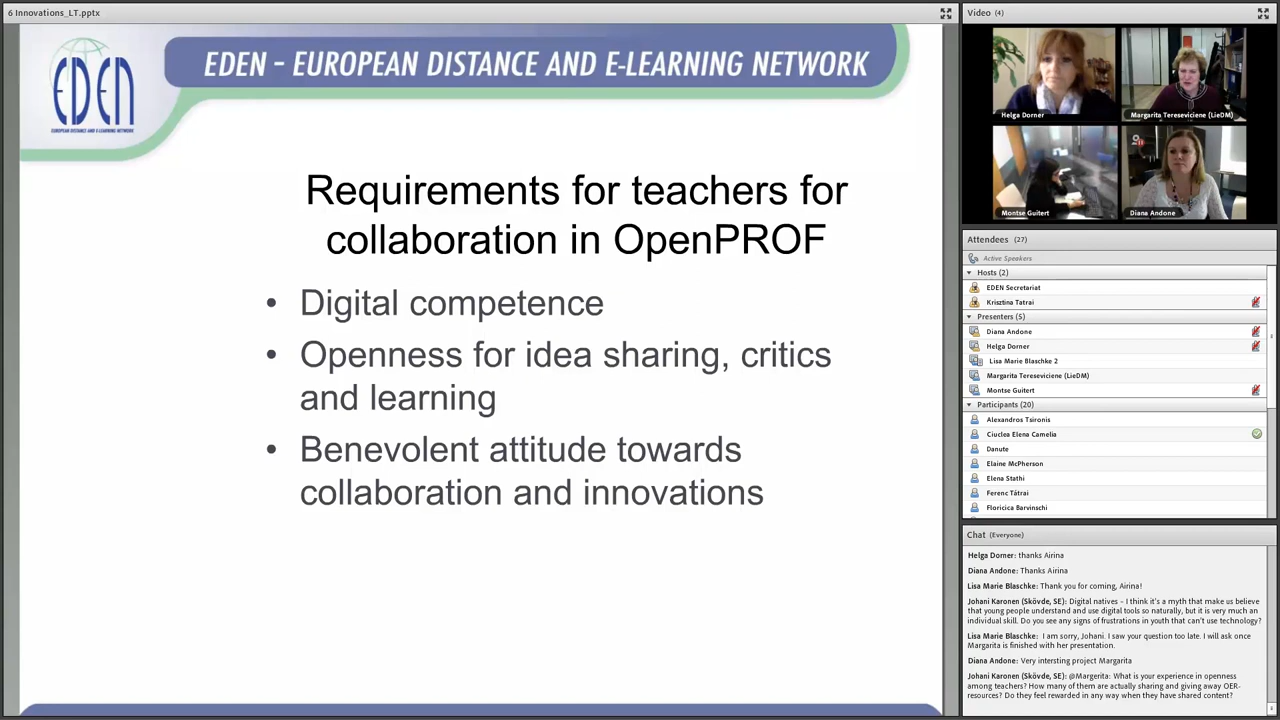 6 Innovations_LT.pptx
EDEN
EUROPEAN DISTANCE AND E-LEARNING NETWORK
EDEN – EUROPEAN DISTANCE AND E-LEARNING NETWORK
Requirements for teachers for
collaboration in OpenPROF
• Digital competence
• Openness for idea sharing, critics
and learning
• Benevolent attitude towards
collaboration and innovations
Video (4)
Helga Dorner
Margarita Tereseviciene (LieDM)
Montse Guitert
Diana Andone
Attendees (27)
Active Speakers
Hosts (2)
EDEN Secretariat
Krisztina Tatrai
Presenters (5)
Diana Andone
Helga Dorner
Lisa Marie Blaschke 2
Margarita Tereseviciene (LieDM)
Montse Guitert
Participants (20)
Alexandros Tsironis
Ciuclea Elena Camelia
Danute
Elaine McPherson
Elena Stathi
Ferenc Tátrai
Floricica Barvinschi
Chat (Everyone)
Helga Dorner: thanks Airina
Diana Andone: Thanks Airina
Lisa Marie Blaschke: Thank you for coming, Airina!
Johani Karonen (Skövde, SE): Digital natives – I think it's a myth that make us believe
that young people understand and use digital tools so naturally, but it is very much an
individual skill. Do you see any signs of frustrations in youth that can't use technology?
Lisa Marie Blaschke: I am sorry, Johani. I saw your question too late. I will ask once
Margarita is finished with her presentation.
Diana Andone: Very intersting project Margarita
Johani Karonen (Skövde, SE): @Margerita: What is your experience in openness
among teachers? How many of them are actually sharing and giving away OER-
resources? Do they feel rewarded in any way when they have shared content?